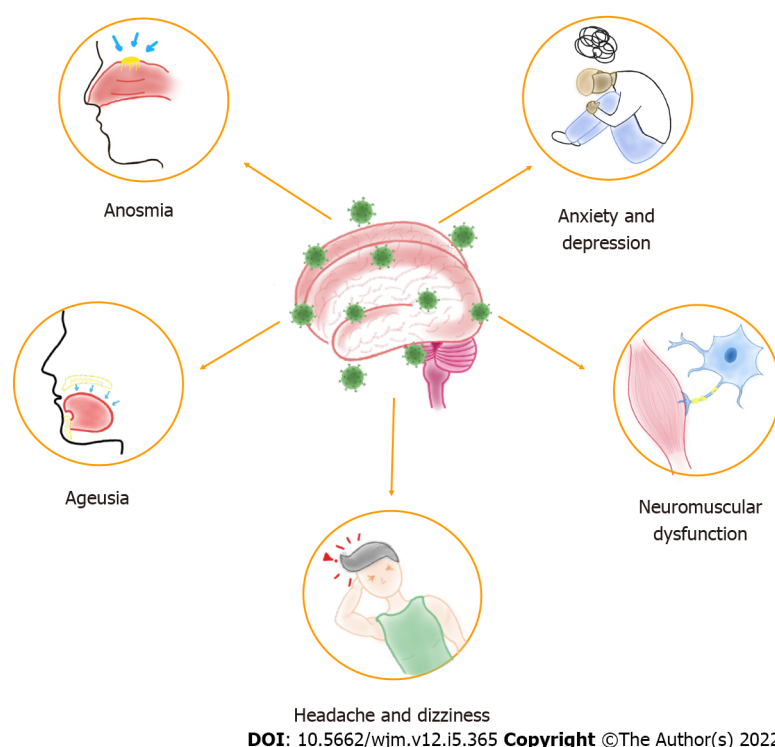 Anosmia
Anxiety and
depression
Ageusia
Neuromuscular
dysfunction
Headache and dizziness
DOI: 10.5662/wjm.v12.i5.365 Copyright ©The Author(s) 2022